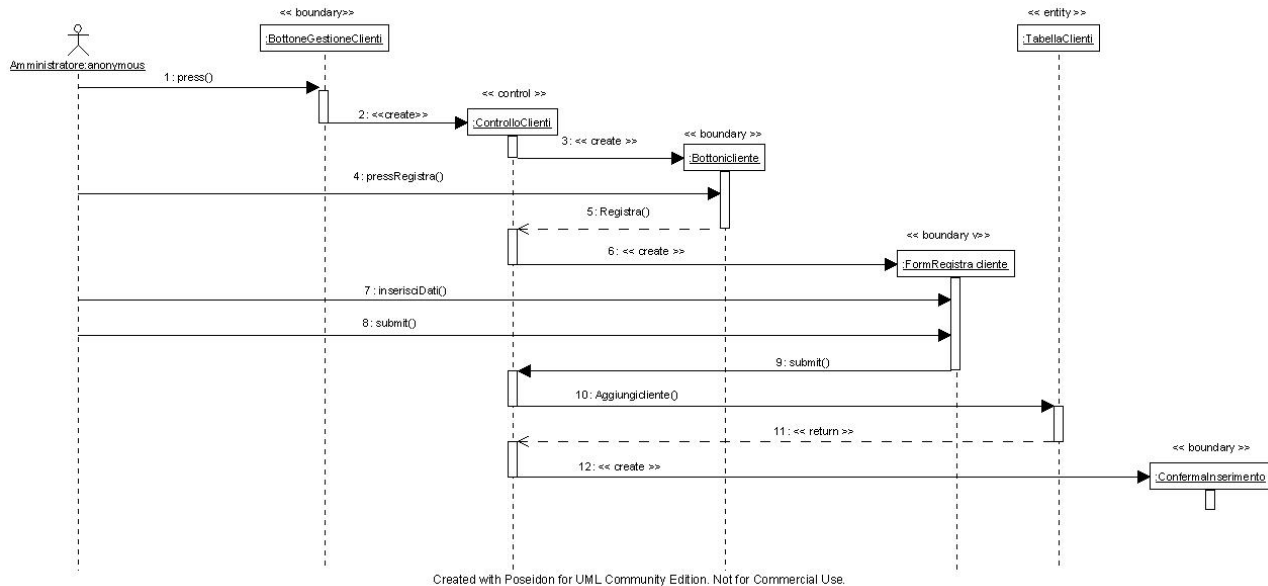 << boundary>>
:BottoneGestioneClienti
<< entity >>
:TabellaClienti
Amministratore:anonymous
1: press()
<< control >>
2: <<create>>
:ControlloClienti
<< boundary >>
3: << create >>
:Bottonicliente
4: pressRegistra()
5: Registra()
<< boundary v>>
6: << create >>
:FormRegistra cliente
7: inserisciDati()
8: submit()
9: submit()
10: Aggiungicliente()
11: << return >>
<< boundary >>
12: << create >>
:ConfermaInserimento
Created with Poseidon for UML Community Edition. Not for Commercial Use.